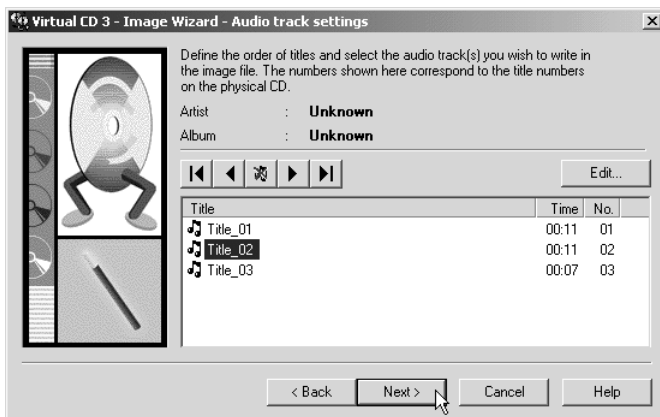 Virtual CD 3 - Image Wizard - Audio track settings
Define the order of titles and select the audio track(s) you wish to write in
the image file. The numbers shown here correspond to the title numbers
on the physical CD.
Artist : Unknown
Album : Unknown
Edit...
Title Time No.
Title_01 00:11 01
Title_02 00:11 02
Title_03 00:07 03
< Back Next > Cancel Help